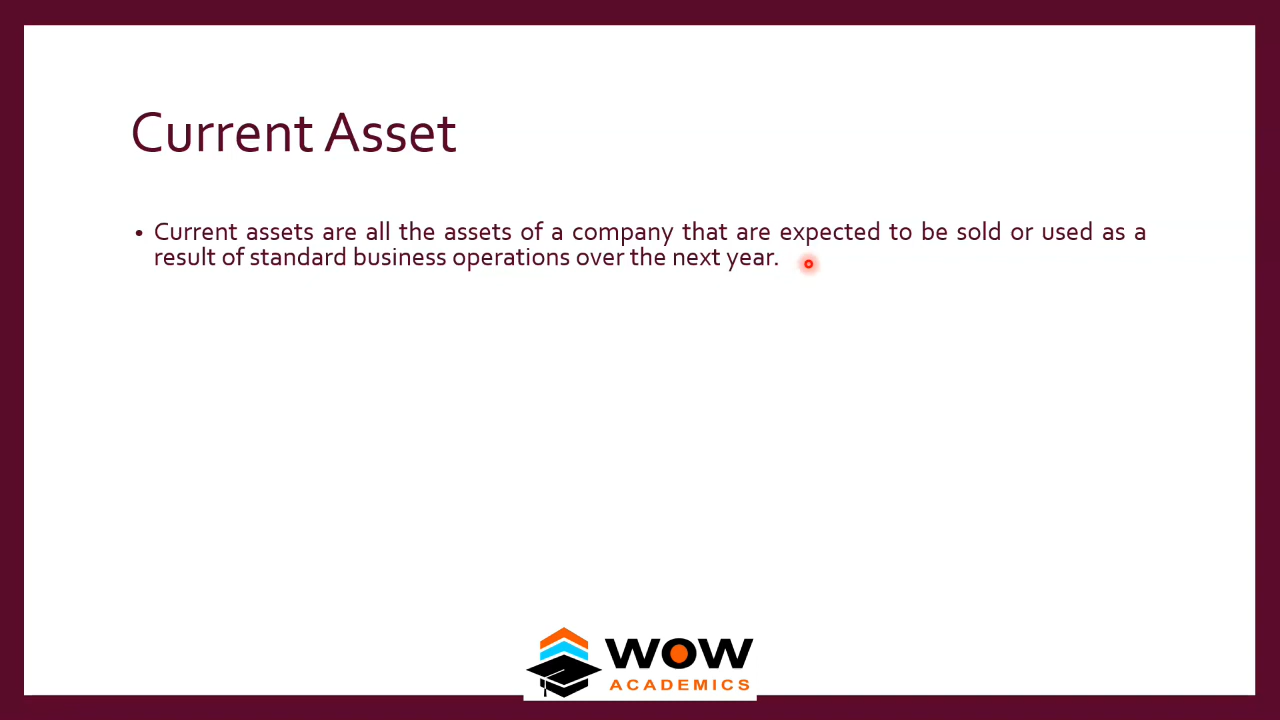 Current Asset
• Current assets are all the assets of a company that are expected to be sold or used as a
result of standard business operations over the next year.
WOW
ACADEMICS